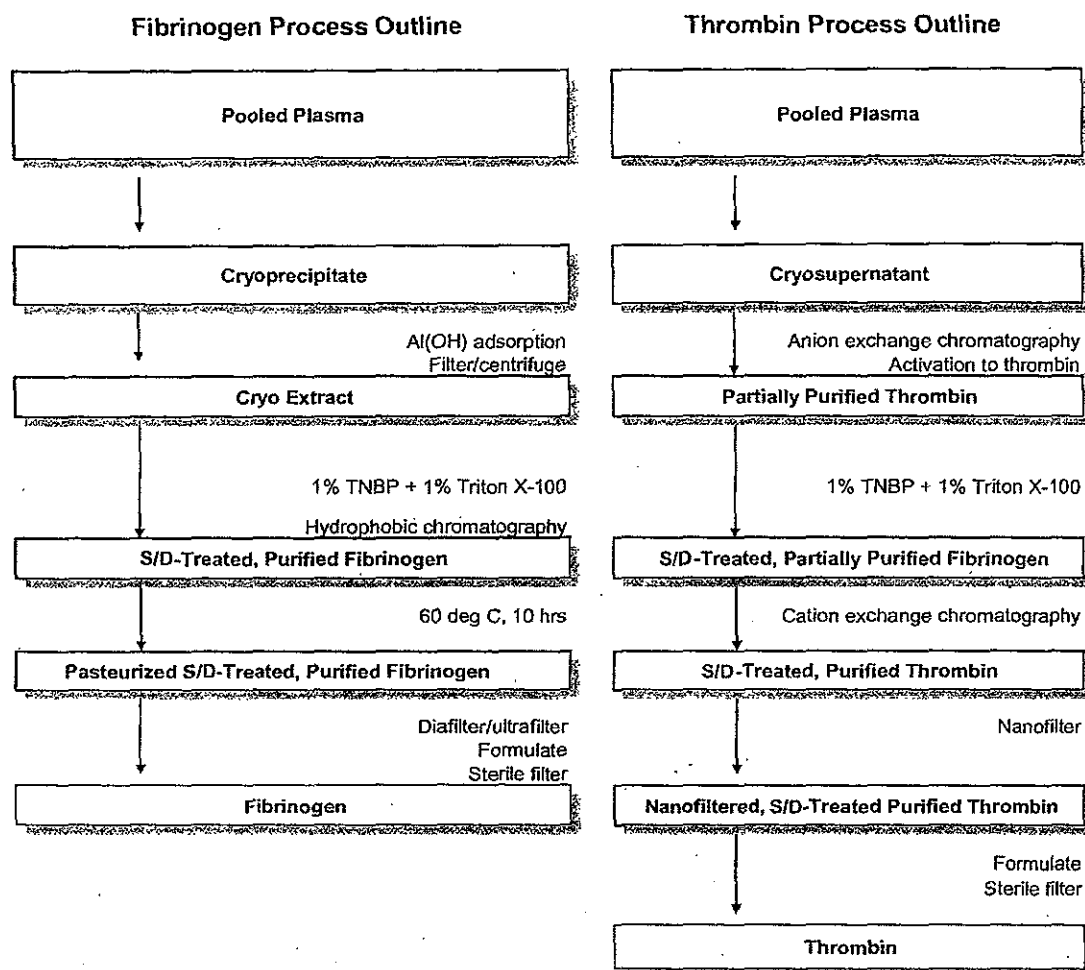 Fibrinogen Process Outline
Pooled Plasma
Cryoprecipitate
Al(OH) adsorption
Filter/centrifuge
Cryo Extract
1% TNBP + 1% Triton X-100
Hydrophobic chromatography
S/D-Treated, Purified Fibrinogen
60 deg C, 10 hrs
Pasteurized S/D-Treated, Purified Fibrinogen
Diafilter/ultrafilter
Formulate
Sterile filter
Fibrinogen
Thrombin Process Outline
Pooled Plasma
Cryosupernatant
Anion exchange chromatography
Activation to thrombin
Partially Purified Thrombin
1% TNBP + 1% Triton X-100
S/D-Treated, Partially Purified Fibrinogen
Cation exchange chromatography
S/D-Treated, Purified Thrombin
Nanofilter
Nanofiltered, S/D-Treated Purified Thrombin
Formulate
Sterile filter
Thrombin